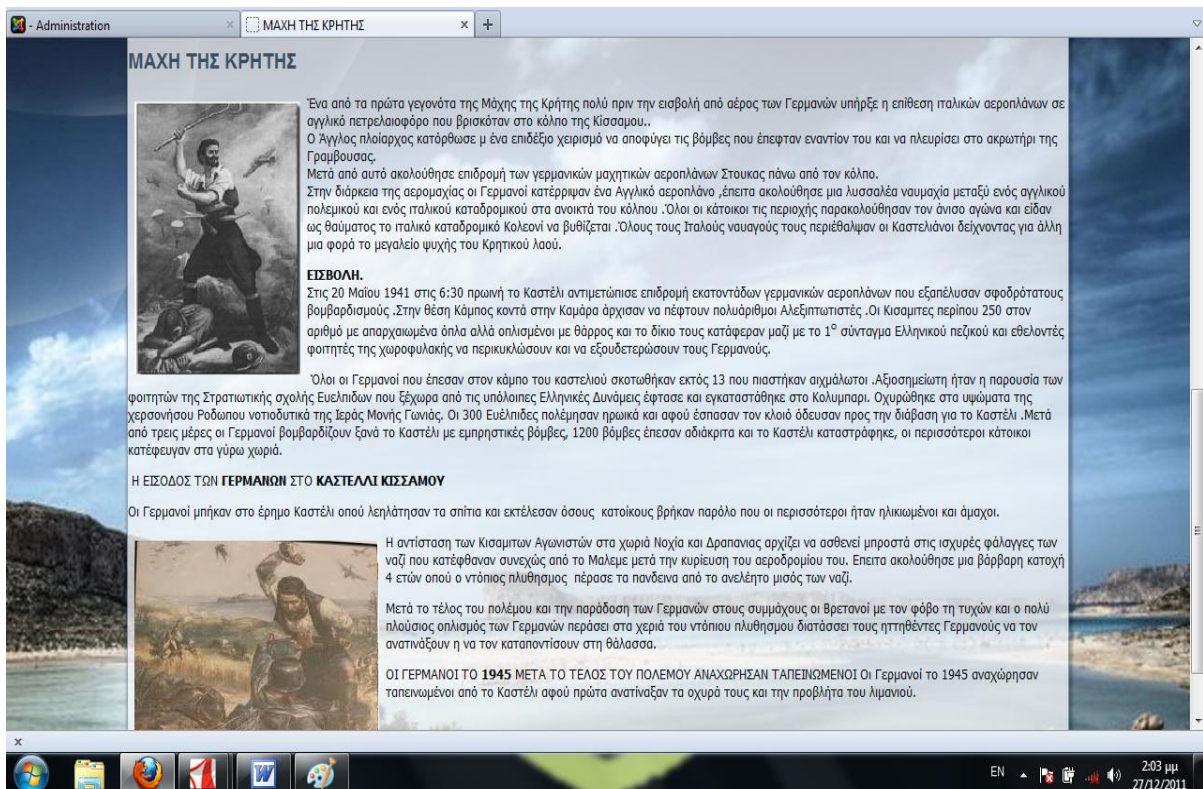 - Administration
ΜΑΧΗ ΤΗΣ ΚΡΗΤΗΣ
ΜΑΧΗ ΤΗΣ ΚΡΗΤΗΣ
Ένα από τα πρώτα γεγονότα της Μάχης της Κρήτης πολύ πριν την εισβολή από αέρος των Γερμανών υπήρξε η επίθεση ιταλικών αεροπλάνων σε
αγγλικό πετρελαιοφόρο που βρισκόταν στο κόλπο της Κίσσαμου..
Ο Άγγλος πλοίαρχος κατόρθωσε μ ένα επιδέξιο χειρισμό να αποφύγει τις βόμβες που έπεφταν εναντίον του και να πλευρίσει στο ακρωτήρι της
Γραμβουσας.
Μετά από αυτό ακολούθησε επιδρομή των γερμανικών μαχητικών αεροπλάνων Στουκας πάνω από τον κόλπο.
Στην διάρκεια της αερομαχίας οι Γερμανοί κατέρριψαν ένα Αγγλικό αεροπλάνο ,έπειτα ακολούθησε μια λυσσαλέα ναυμαχία μεταξύ ενός αγγλικού
πολεμικού και ενός ιταλικού καταδρομικού στα ανοικτά του κόλπου .Όλοι οι κάτοικοι τις περιοχής παρακολούθησαν τον άνισο αγώνα και είδαν
ως θαύματος το ιταλικό καταδρομικό Κολεονί να βυθίζεται .Όλους τους Ιταλούς ναυαγούς τους περιέθαλψαν οι Καστελιάνοι δείχνοντας για άλλη
μια φορά το μεγαλείο ψυχής του Κρητικού λαού.
ΕΙΣΒΟΛΗ.
Στις 20 Μαΐου 1941 στις 6:30 πρωινή το Καστέλι αντιμετώπισε επιδρομή εκατοντάδων γερμανικών αεροπλάνων που εξαπέλυσαν σφοδρότατους
βομβαρδισμούς .Στην θέση Κάμπος κοντά στην Καμάρα άρχισαν να πέφτουν πολυάριθμοι Αλεξιπτωτιστές .Οι Κισαμιτες περίπου 250 στον
αριθμό με απαρχαιωμένα όπλα αλλά οπλισμένοι με θάρρος και το δίκιο τους κατάφεραν μαζί με το 1ο σύνταγμα Ελληνικού πεζικού και εθελοντές
φοιτητές της χωροφυλακής να περικυκλώσουν και να εξουδετερώσουν τους Γερμανούς.
Όλοι οι Γερμανοί που έπεσαν στον κάμπο του καστελιού σκοτωθήκαν εκτός 13 που πιαστήκαν αιχμάλωτοι .Αξιοσημείωτη ήταν η παρουσία των
φοιτητών της Στρατιωτικής σχολής Ευελπιδων που ξέχωρα από τις υπόλοιπες Ελληνικές Δυνάμεις έφτασε και εγκαταστάθηκε στο Κολυμπαρι. Οχυρώθηκε στα υψώματα της
χερσονήσου Ροδωπου νοτιοδυτικά της Ιεράς Μονής Γωνιάς. Οι 300 Ευέλπιδες πολέμησαν ηρωικά και αφού έσπασαν τον κλοιό όδευσαν προς την διάβαση για το Καστέλι .Μετά
από τρεις μέρες οι Γερμανοί βομβαρδίζουν ξανά το Καστέλι με εμπρηστικές βόμβες, 1200 βόμβες έπεσαν αδιάκριτα και το Καστέλι καταστράφηκε, οι περισσότεροι κάτοικοι
κατέφευγαν στα γύρω χωριά.
Η ΕΙΣΟΔΟΣ ΤΩΝ ΓΕΡΜΑΝΩΝ ΣΤΟ ΚΑΣΤΕΛΛΙ ΚΙΣΣΑΜΟΥ
Οι Γερμανοί μπήκαν στο έρημο Καστέλι οπού λεηλάτησαν τα σπίτια και εκτέλεσαν όσους κατοίκους βρήκαν παρόλο που οι περισσότεροι ήταν ηλικιωμένοι και άμαχοι.
Η αντίσταση των Κισαμιτων Αγωνιστών στα χωριά Νοχία και Δραπανιας αρχίζει να ασθενεί μπροστά στις ισχυρές φάλαγγες των
ναζί που κατέφθαναν συνεχώς από το Μαλεμε μετά την κυρίευση του αεροδρομίου του. Επειτα ακολούθησε μια βάρβαρη κατοχή
4 ετών οπού ο ντόπιος πλυθησμος πέρασε τα πανδεινα από το ανελέητο μισός των ναζί.
Μετά το τέλος του πολέμου και την παράδοση των Γερμανών στους συμμάχους οι Βρετανοί με τον φόβο τη τυχών και ο πολύ
πλούσιος οπλισμός των Γερμανών περάσει στα χεριά του ντόπιου πλυθησμου διατάσσει τους ηττηθέντες Γερμανούς να τον
ανατινάξουν η να τον καταποντίσουν στη θάλασσα.
ΟΙ ΓΕΡΜΑΝΟΙ ΤΟ 1945 ΜΕΤΑ ΤΟ ΤΕΛΟΣ ΤΟΥ ΠΟΛΕΜΟΥ ΑΝΑΧΩΡΗΣΑΝ ΤΑΠΕΙΝΩΜΕΝΟΙ Οι Γερμανοί το 1945 αναχώρησαν
ταπεινωμένοι από το Καστέλι αφού πρώτα ανατίναξαν τα οχυρά τους και την προβλήτα του λιμανιού.
EN
2:03 μμ
27/12/2011